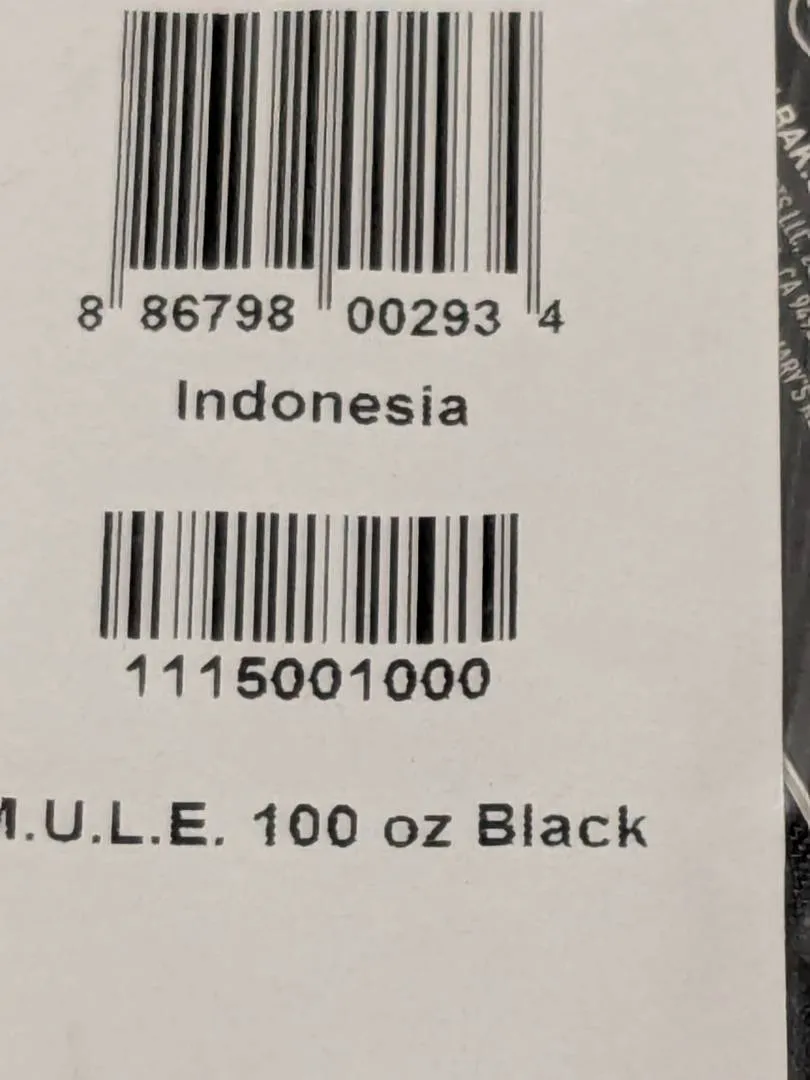 8 86798 00293 4
Indonesia
1115001000
M.U.L.E. 100 oz Black